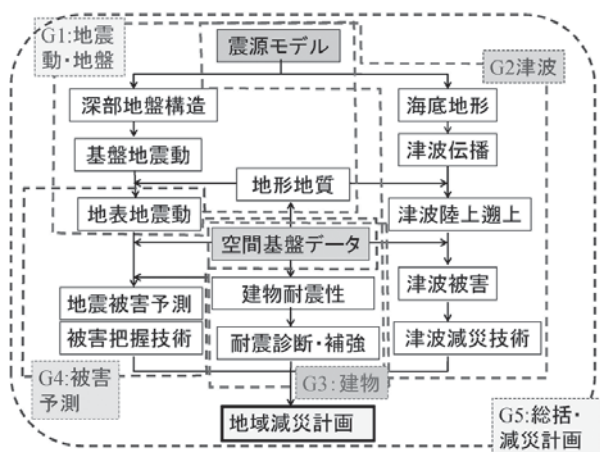 G1:地震
動・地盤
震源モデル
G2津波
深部地盤構造
海底地形
基盤地震動
津波伝播
地形地質
地表地震動
津波陸上遡上
空間基盤データ
建物耐震性
津波被害
地震被害予測
被害把握技術
耐震診断・補強
津波減災技術
G4:被害
予測
G3:建物
地域減災計画
G5:総括・
減災計画